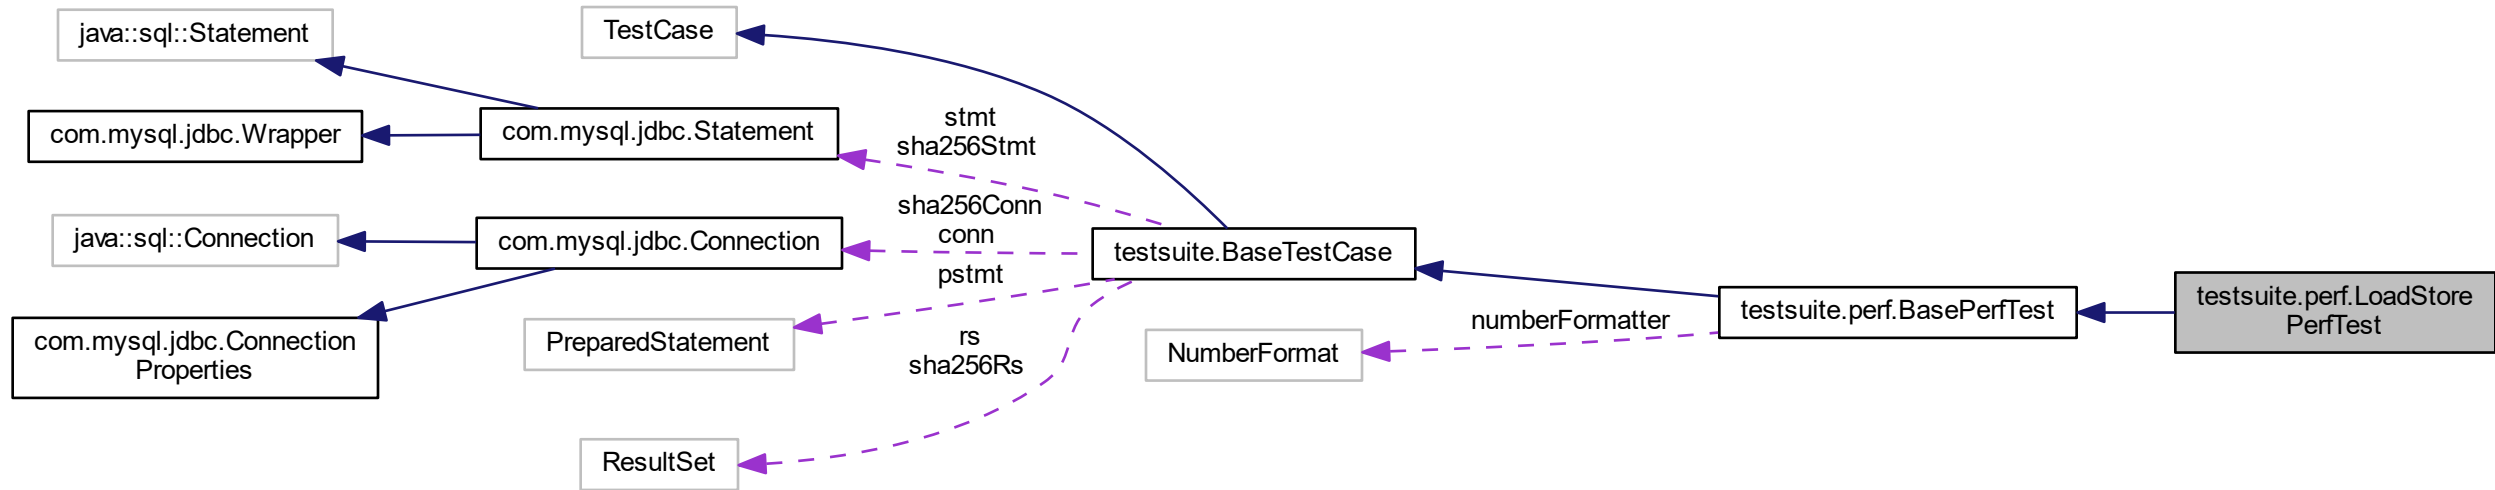 java::sql::Statement
TestCase
com.mysql.jdbc.Wrapper
com.mysql.jdbc.Statement
stmt
sha256Stmt
java::sql::Connection
com.mysql.jdbc.Connection
sha256Conn
conn
testsuite.BaseTestCase
pstmt
com.mysql.jdbc.Connection
Properties
PreparedStatement
rs
sha256Rs
NumberFormat
numberFormatter
testsuite.perf.BasePerfTest
testsuite.perf.LoadStore
PerfTest
ResultSet